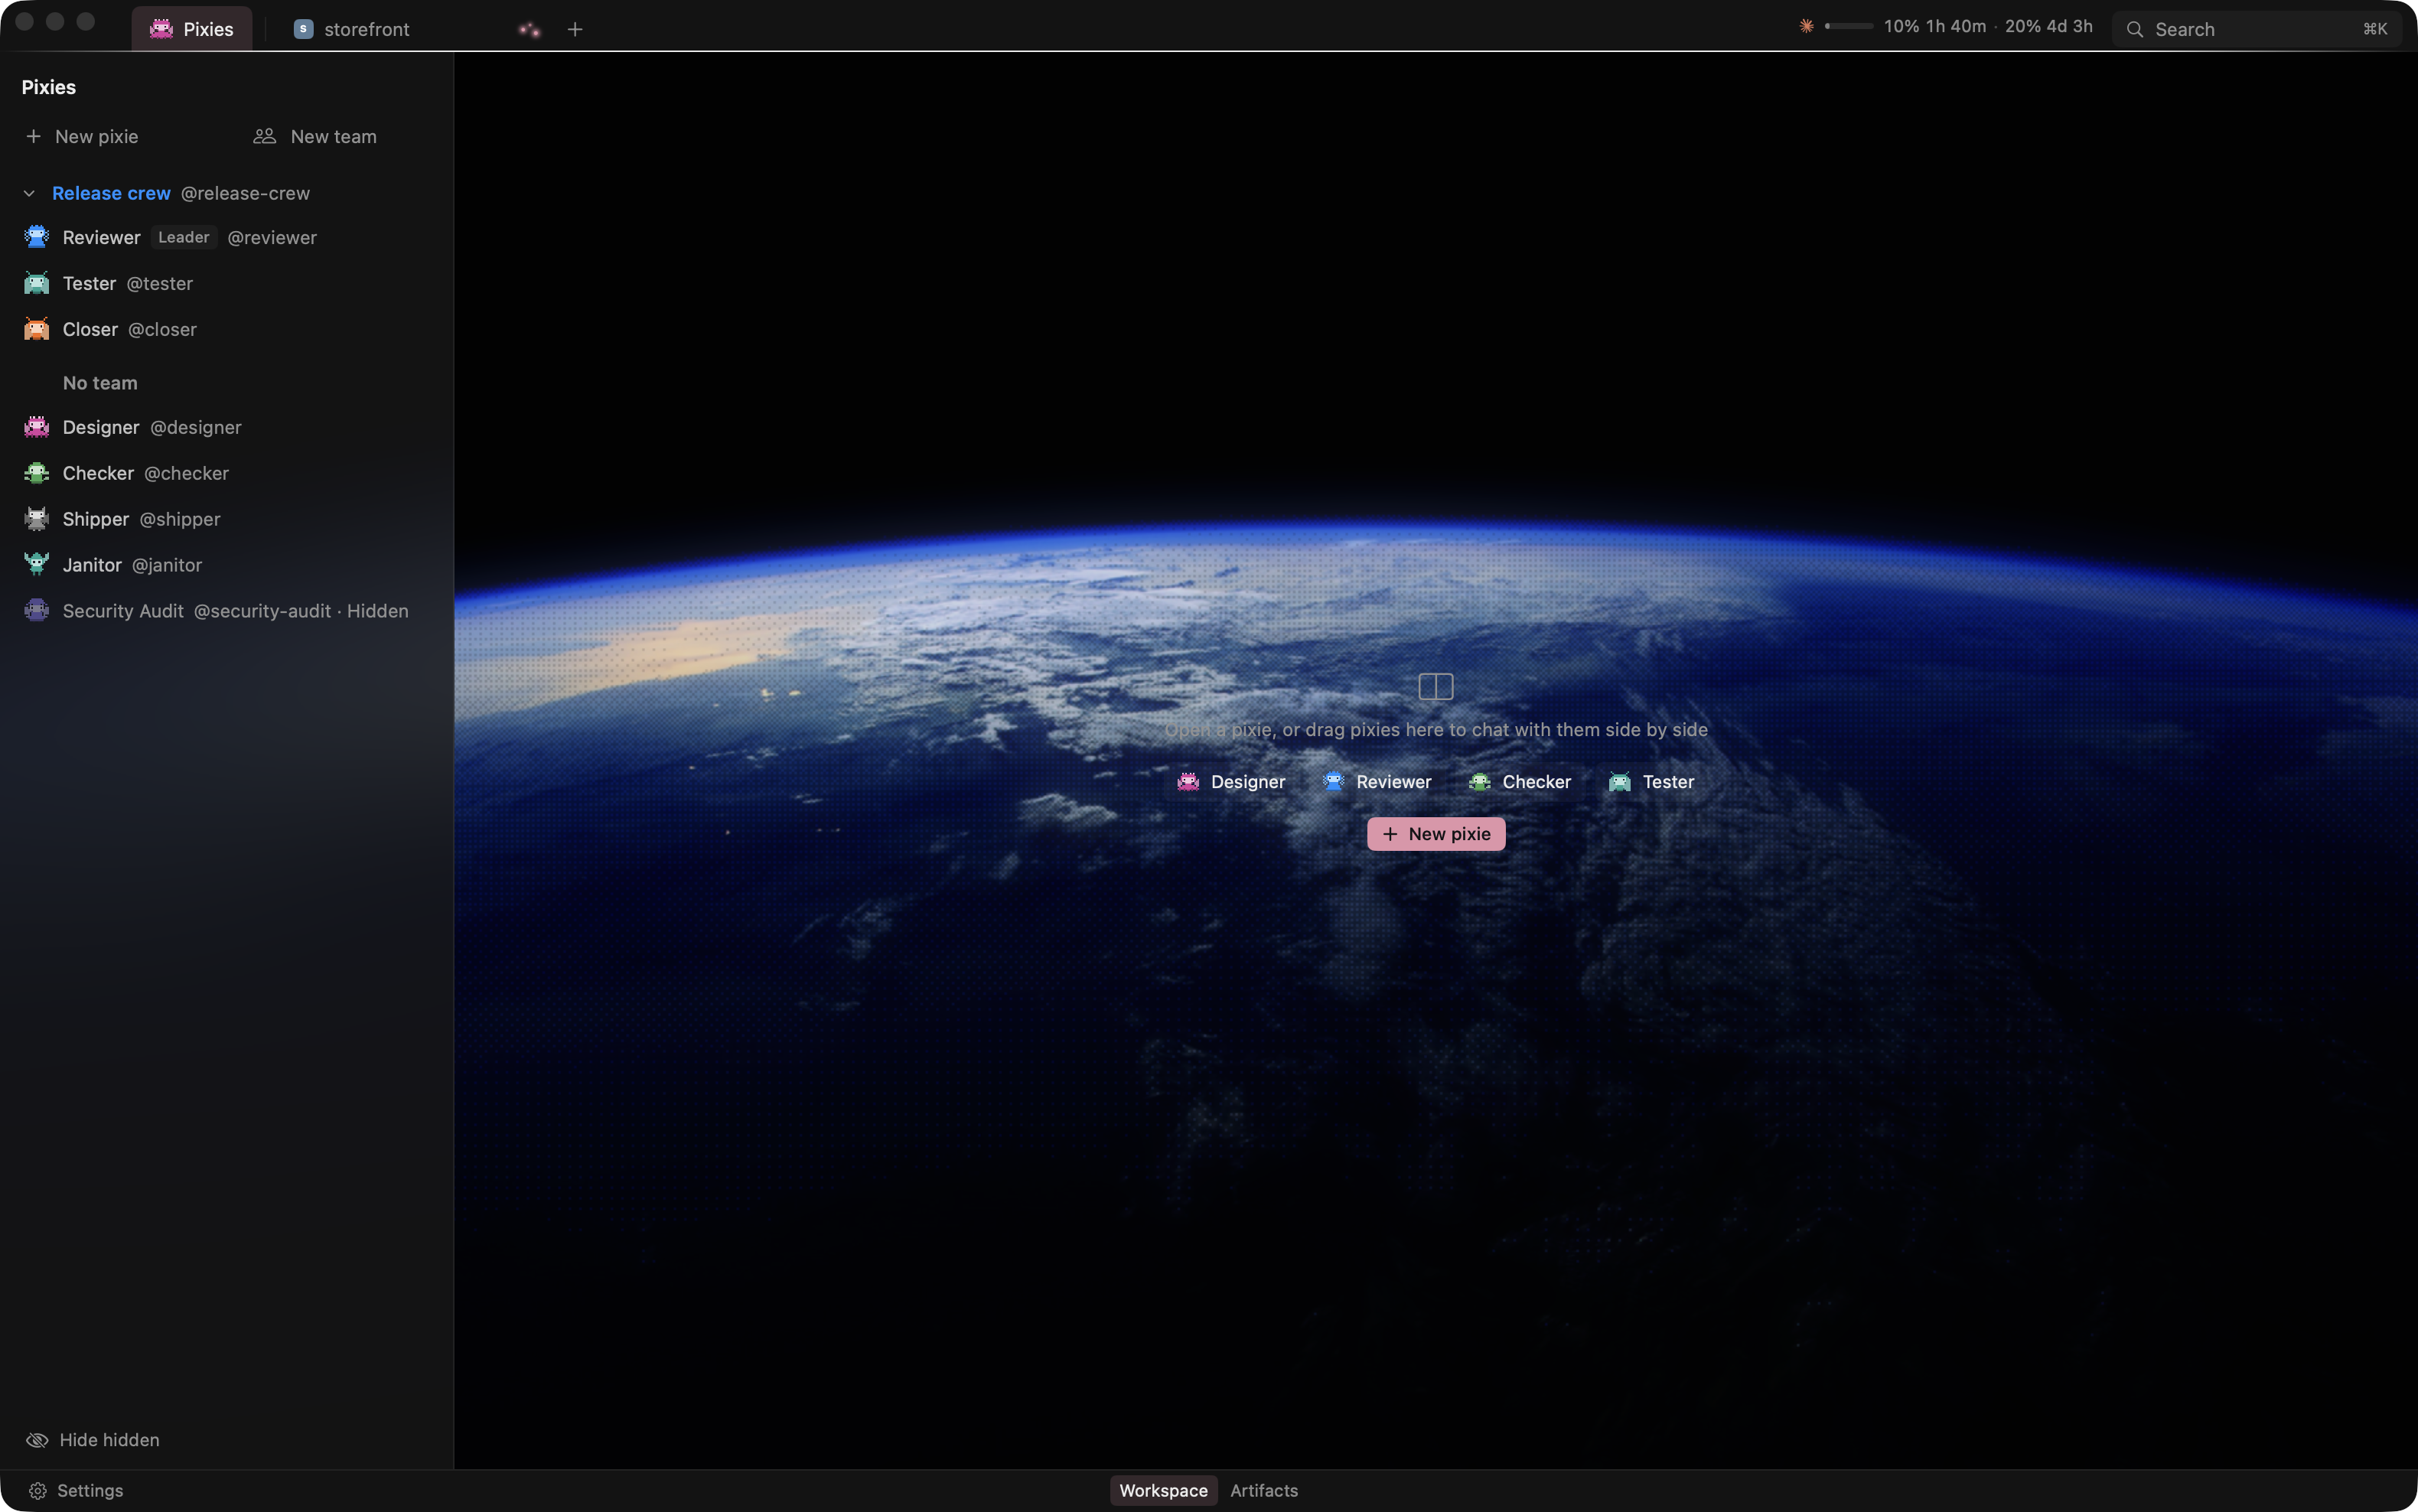 Pixies
S storefront
10% 1h 40m · 20% 4d 3h
Search ⌘K
Pixies
New pixie
New team
Release crew @release-crew
Reviewer Leader @reviewer
Tester @tester
Closer @closer
No team
Designer @designer
Checker @checker
Shipper @shipper
Janitor @janitor
Security Audit @security-audit · Hidden
Open a pixie, or drag pixies here to chat with them side by side
Designer Reviewer Checker Tester
+ New pixie
Hide hidden
Settings
Workspace Artifacts